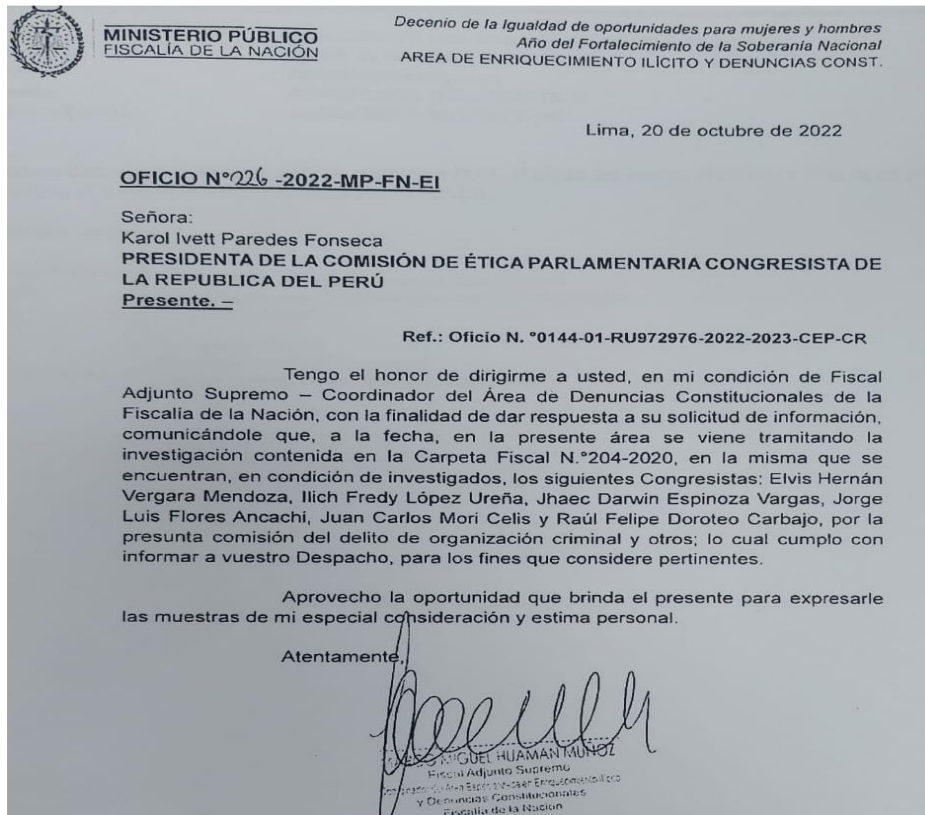 MINISTERIO PÚBLICO
FISCALÍA DE LA NACIÓN
Decenio de la Igualdad de oportunidades para mujeres y hombres
Año del Fortalecimiento de la Soberanía Nacional
AREA DE ENRIQUECIMIENTO ILÍCITO Y DENUNCIAS CONST.
Lima, 20 de octubre de 2022
OFICIO N°226 -2022-MP-FN-EI
Señora:
Karol Ivett Paredes Fonseca
PRESIDENTA DE LA COMISIÓN DE ÉTICA PARLAMENTARIA CONGRESISTA DE
LA REPUBLICA DEL PERÚ
Presente. –
Ref.: Oficio N. °0144-01-RU972976-2022-2023-CEP-CR
Tengo el honor de dirigirme a usted, en mi condición de Fiscal
Adjunto Supremo – Coordinador del Área de Denuncias Constitucionales de la
Fiscalía de la Nación, con la finalidad de dar respuesta a su solicitud de información,
comunicándole que, a la fecha, en la presente área se viene tramitando la
investigación contenida en la Carpeta Fiscal N.°204-2020, en la misma que se
encuentran, en condición de investigados, los siguientes Congresistas: Elvis Hernán
Vergara Mendoza, Ilich Fredy López Ureña, Jhaec Darwin Espinoza Vargas, Jorge
Luis Flores Ancachi, Juan Carlos Mori Celis y Raúl Felipe Doroteo Carbajo, por la
presunta comisión del delito de organización criminal y otros; lo cual cumplo con
informar a vuestro Despacho, para los fines que considere pertinentes.
Aprovecho la oportunidad que brinda el presente para expresarle
las muestras de mi especial consideración y estima personal.
Atentamente,
MIGUEL HUAMAN MUÑOZ
Fiscal Adjunto Supremo
y Denuncias Constitucionales
Fiscalía de la Nación